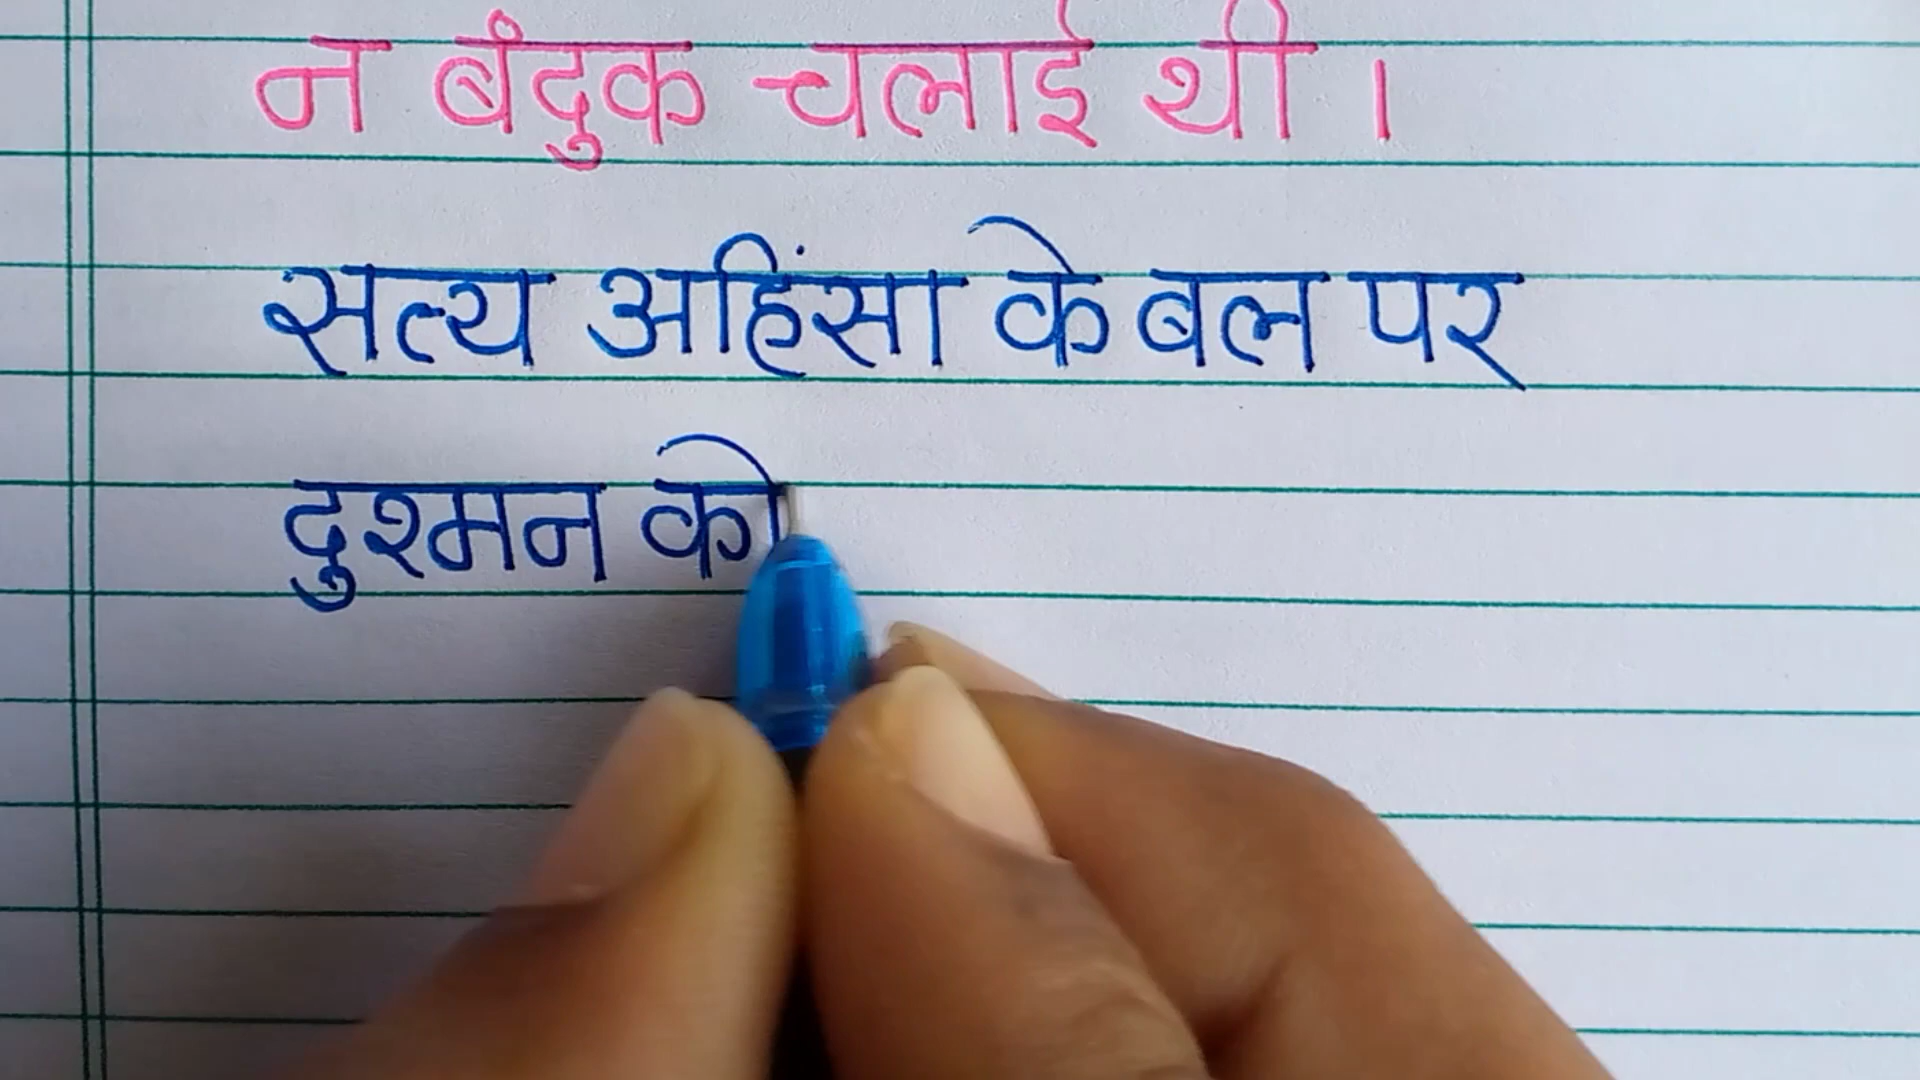 न बंदुक चलाई थी ।
सत्य अहिंसा के बल पर
दुश्मन को